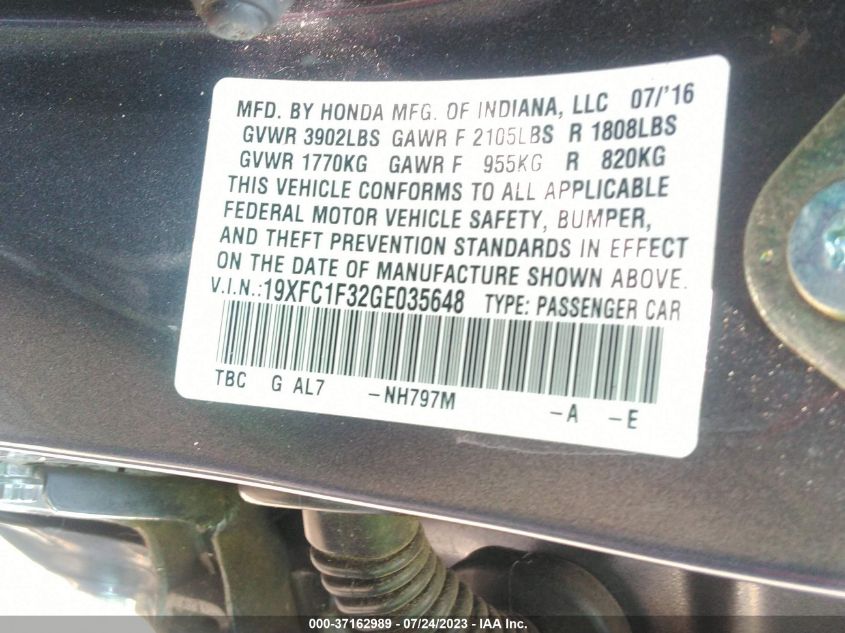 MFD. BY HONDA MFG. OF INDIANA, LLC 07/'16
GVWR 3902LBS GAWR F 2105LBS R 1808LBS
GVWR 1770KG GAWR F 955KG R 820KG
THIS VEHICLE CONFORMS TO ALL APPLICABLE
FEDERAL MOTOR VEHICLE SAFETY, BUMPER,
AND THEFT PREVENTION STANDARDS IN EFFECT
ON THE DATE OF MANUFACTURE SHOWN ABOVE.
V.I.N.:19XFC1F32GE035648 TYPE: PASSENGER CAR
TBC G AL7 -NH797M -A -E
000-37162989 - 07/24/2023 - IAA Inc.